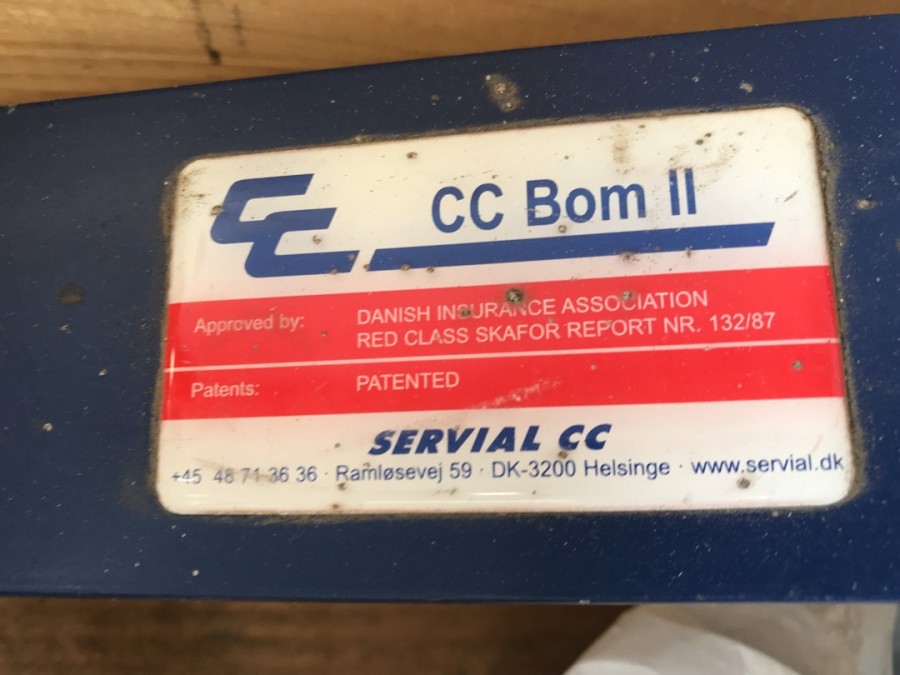 CC CC Bom II
Approved by: DANISH INSURANCE ASSOCIATION
RED CLASS SKAFOR REPORT NR. 132/87
Patents: PATENTED
SERVIAL CC
+45 48 71 36 36 · Ramløsevej 59 · DK-3200 Helsinge · www.servial.dk